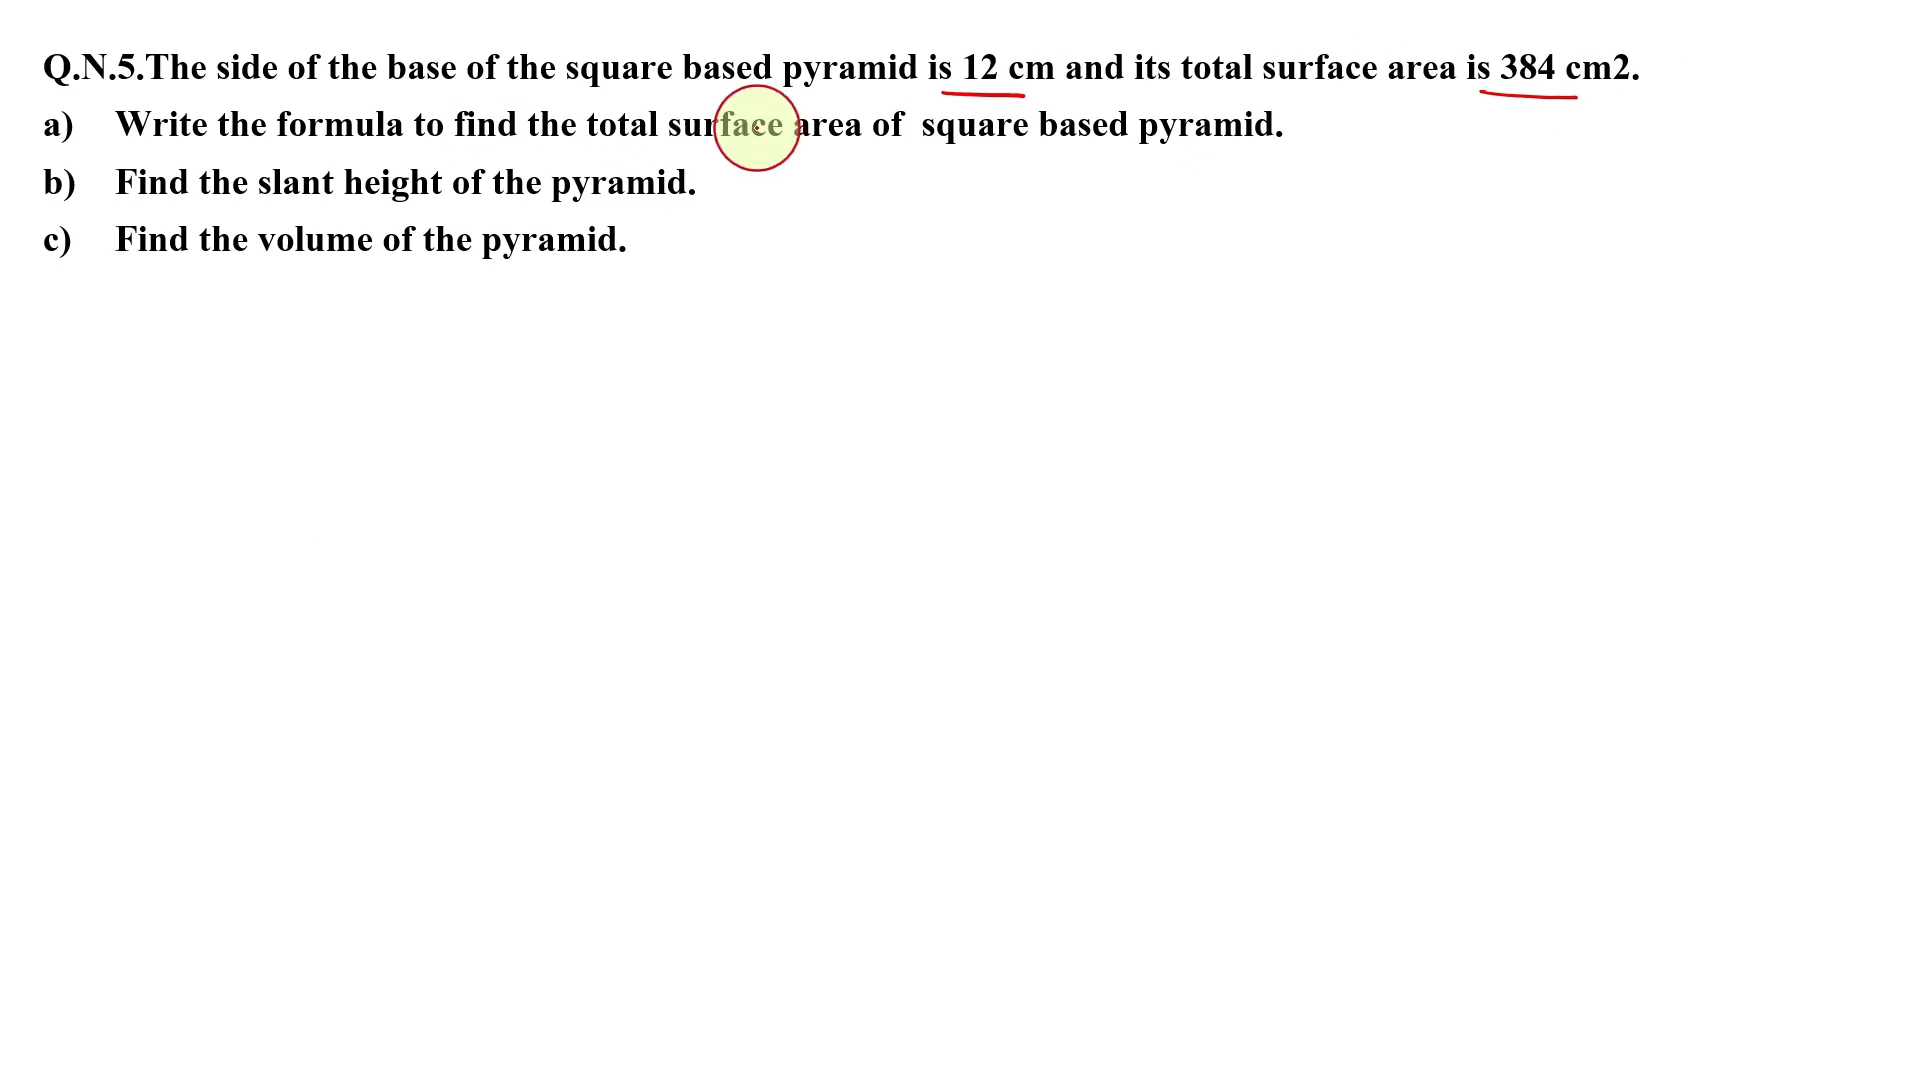 Q.N.5.The side of the base of the square based pyramid is 12 cm and its total surface area is 384 cm2.
a) Write the formula to find the total surface area of square based pyramid.
b) Find the slant height of the pyramid.
c) Find the volume of the pyramid.